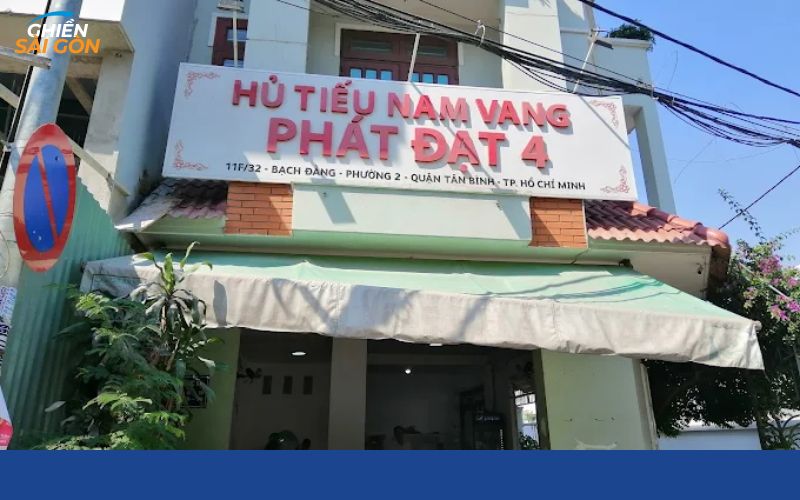 GHIỀN
SÀI GÒN
HỦ TIẾU NAM VANG
PHÁT ĐẠT 4
11F/32 - BẠCH ĐẰNG - PHƯỜNG 2 - QUẬN TÂN BÌNH - TP. HỒ CHÍ MINH